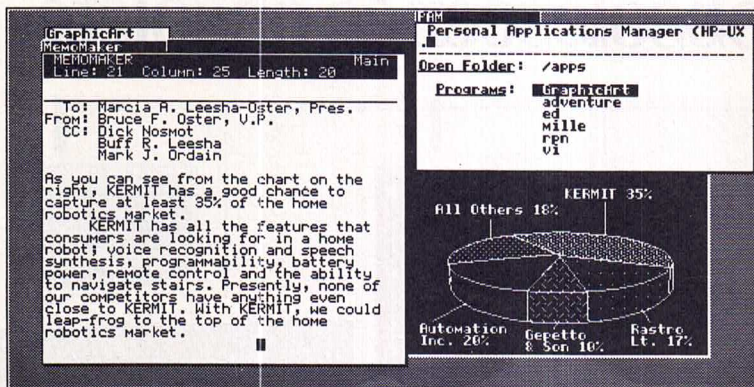 GraphicArt
MemoMaker
MEMOMAKER Main
Line: 21 Column: 25 Length: 20
To: Marcia A. Leesha-Oster, Pres.
From: Bruce F. Oster, V.P.
CC: Dick Nosmot
Buff R. Leesha
Mark J. Ordain
As you can see from the chart on the
right, KERMIT has a good chance to
capture at least 35% of the home
robotics market.
KERMIT has all the features that
consumers are looking for in a home
robot; voice recognition and speech
synthesis, programmability, battery
power, remote control and the ability
to navigate stairs. Presently, none of
our competitors have anything even
close to KERMIT. With KERMIT, we could
leap-frog to the top of the home
robotics market.
PAM
Personal Applications Manager (HP-UX
.
Open Folder: /apps
Programs: GraphicArt
adventure
ed
mille
rpn
vi
KERMIT 35%
All Others 18%
Automation
Inc. 20%
Gepetto
& Son 10%
Rastro
Lt. 17%